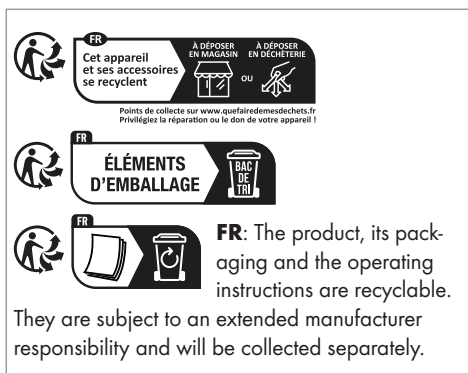 FR
Cet appareil
et ses accessoires
se recyclent
À DÉPOSER
EN MAGASIN
OU
À DÉPOSER
EN DÉCHÈTERIE
Points de collecte sur www.quefairedemesdechets.fr
Privilégiez la réparation ou le don de votre appareil !
FR
ÉLÉMENTS
D’EMBALLAGE
BAC
DE
TRI
FR
FR: The product, its pack-
aging and the operating
instructions are recyclable.
They are subject to an extended manufacturer
responsibility and will be collected separately.